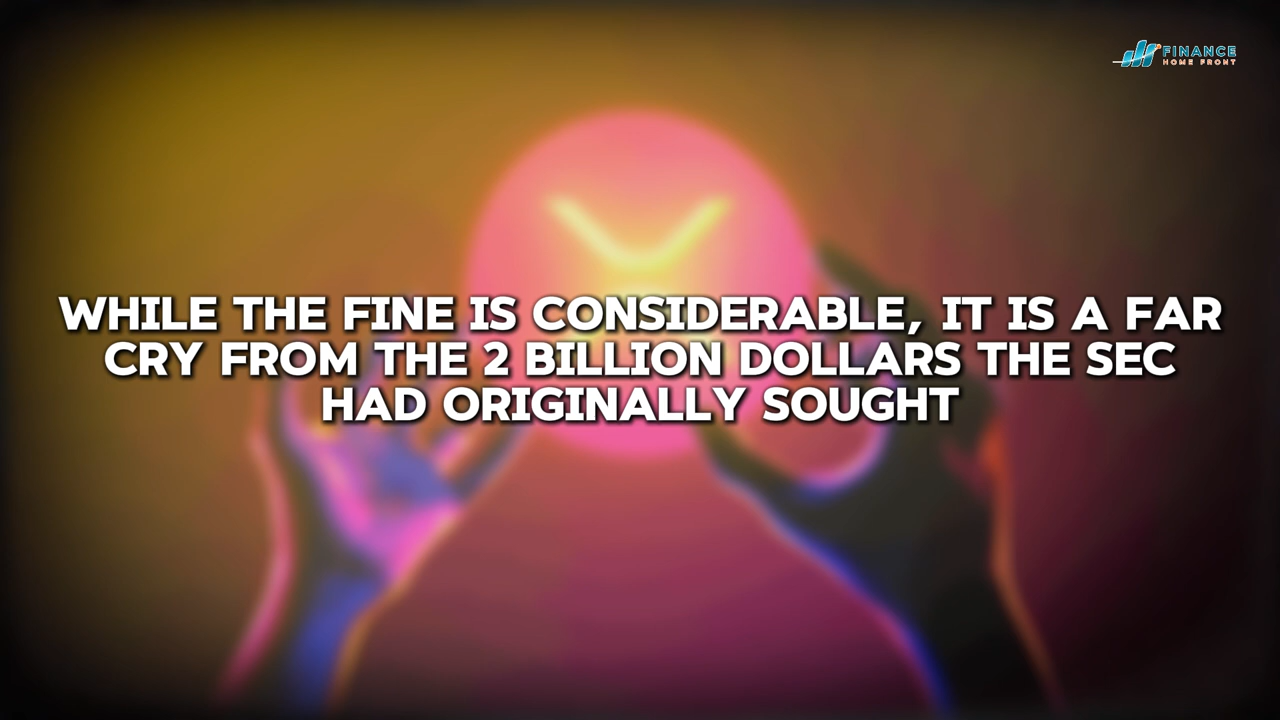 FINANCE
HOME FRONT
WHILE THE FINE IS CONSIDERABLE, IT IS A FAR
CRY FROM THE 2 BILLION DOLLARS THE SEC
HAD ORIGINALLY SOUGHT